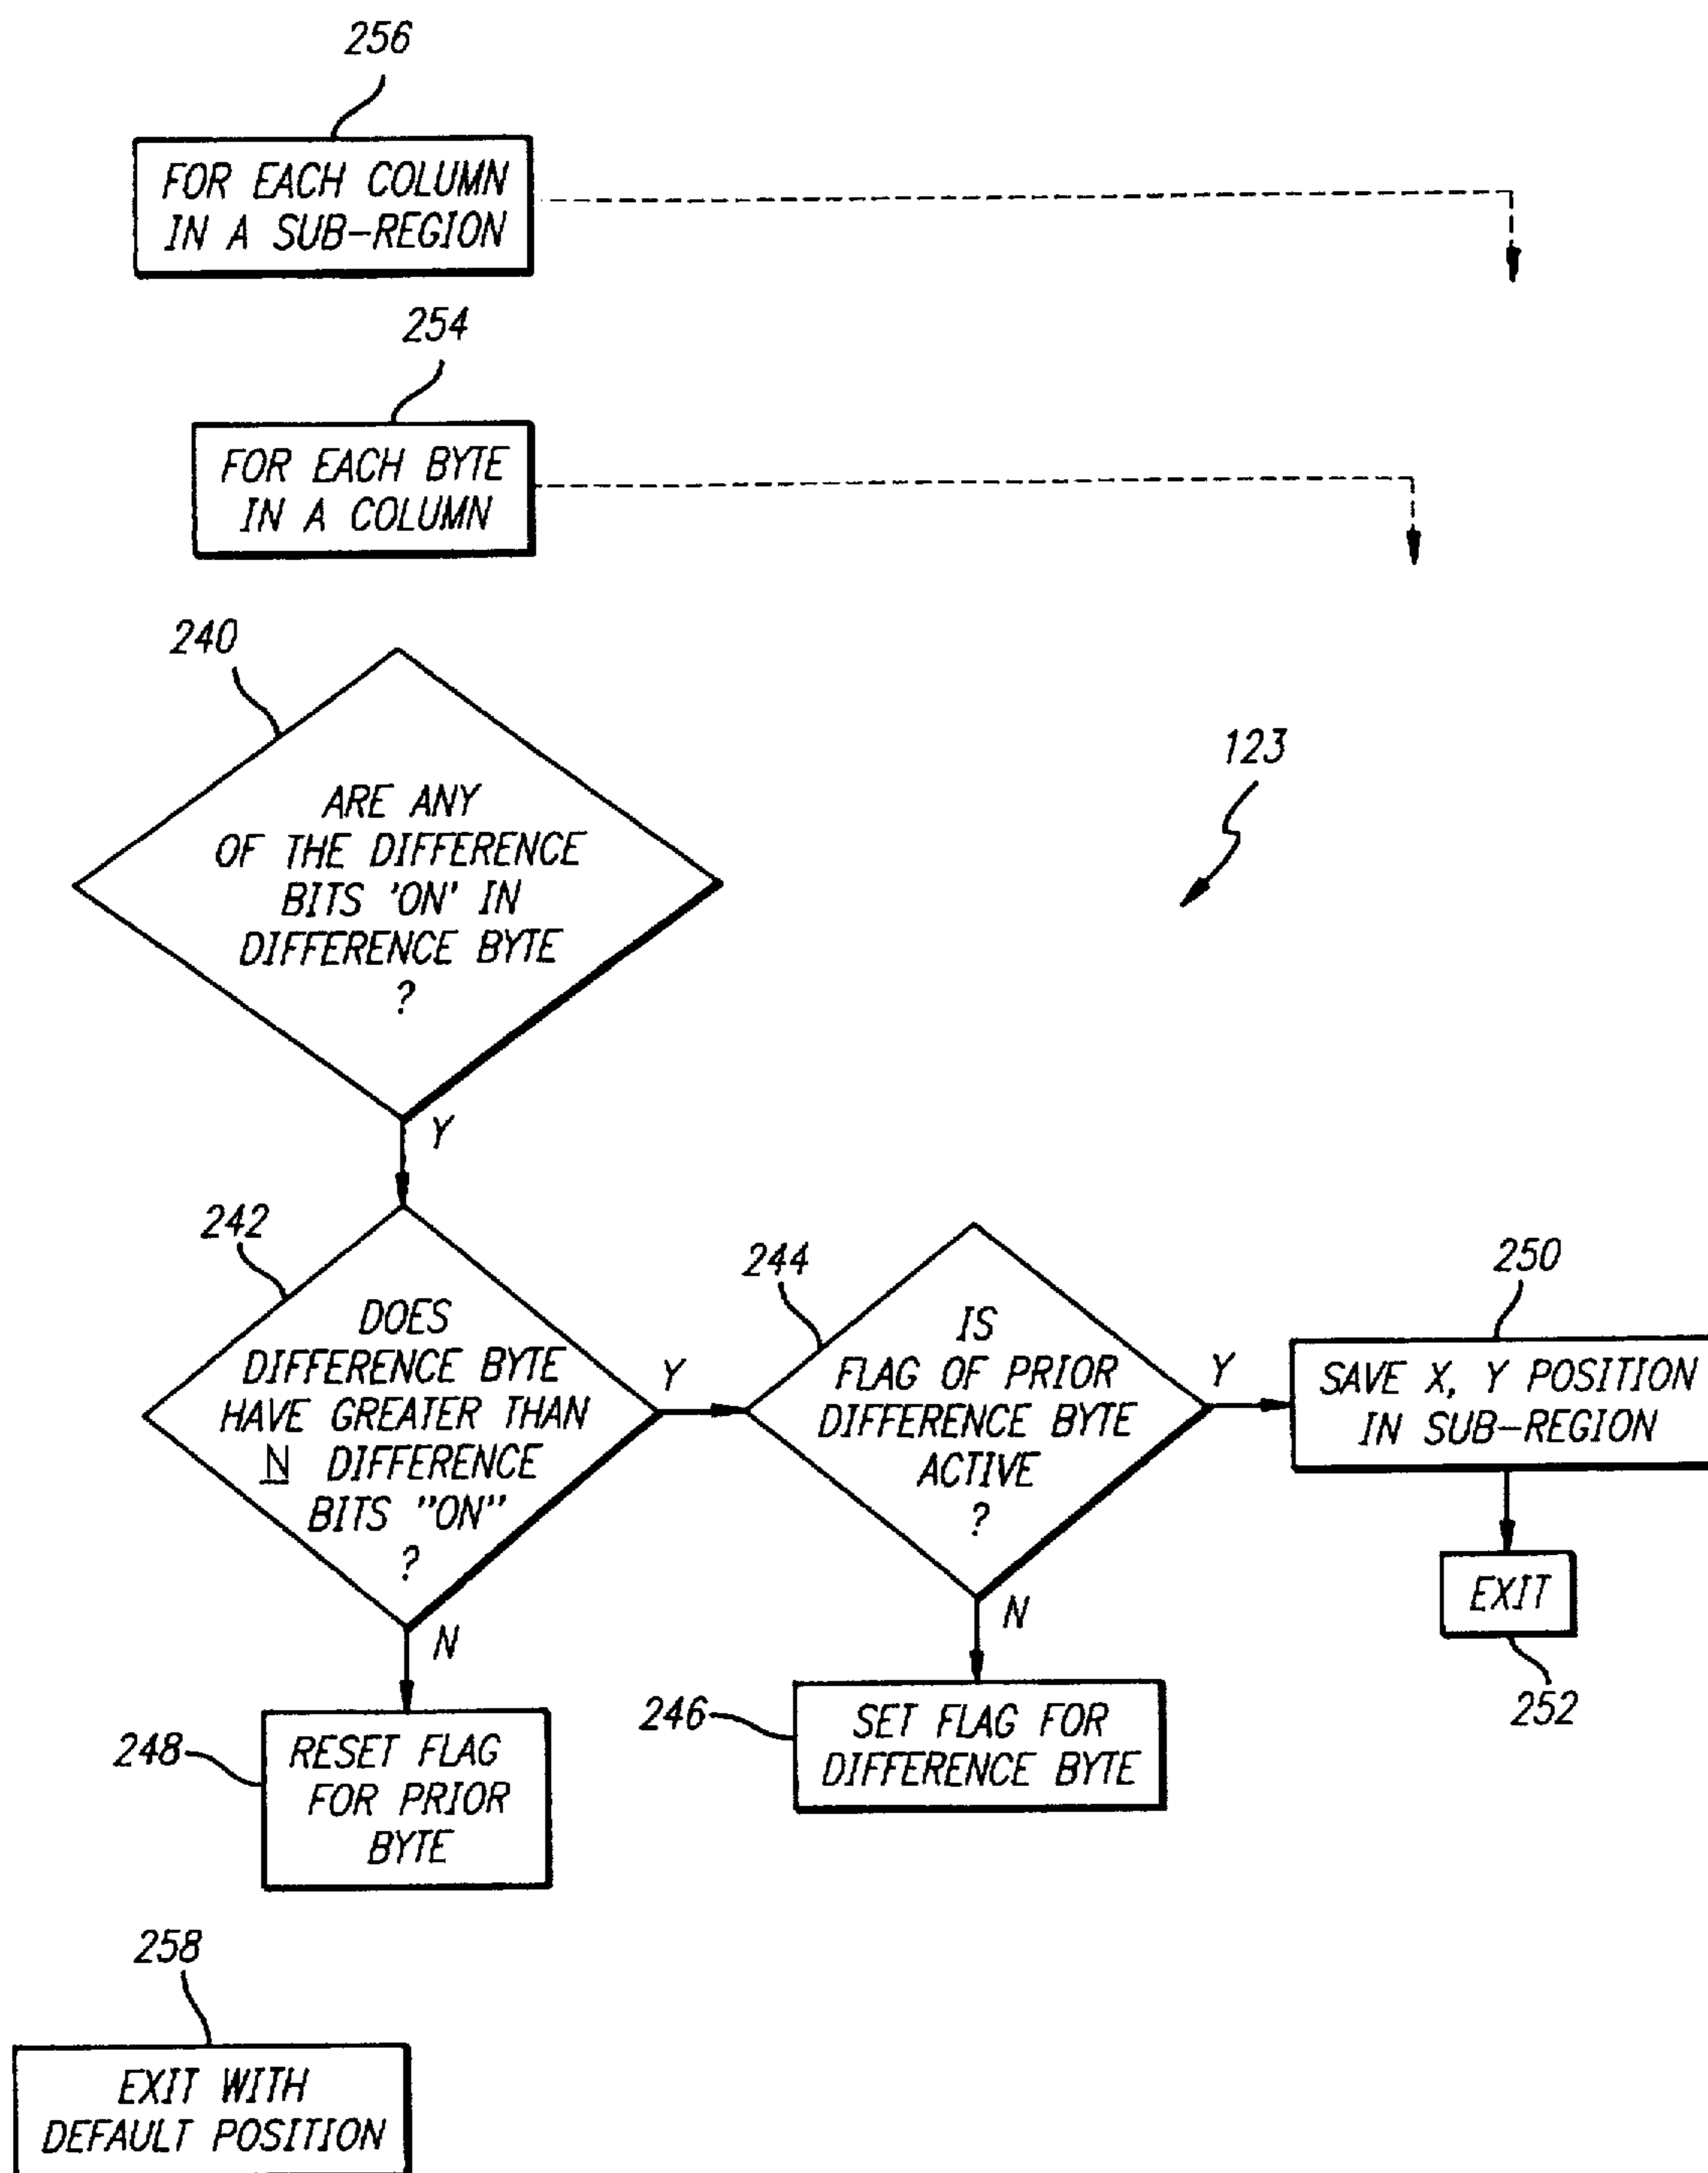 256
FOR EACH COLUMN
IN A SUB-REGION
254
FOR EACH BYTE
IN A COLUMN
240
ARE ANY
OF THE DIFFERENCE
BITS 'ON' IN
DIFFERENCE BYTE
?
123
Y
242
DOES
DIFFERENCE BYTE
HAVE GREATER THAN
N DIFFERENCE
BITS "ON"
?
Y
N
244
IS
FLAG OF PRIOR
DIFFERENCE BYTE
ACTIVE
?
Y
N
250
SAVE X, Y POSITION
IN SUB-REGION
EXIT
252
248
RESET FLAG
FOR PRIOR
BYTE
246
SET FLAG FOR
DIFFERENCE BYTE
258
EXIT WITH
DEFAULT POSITION